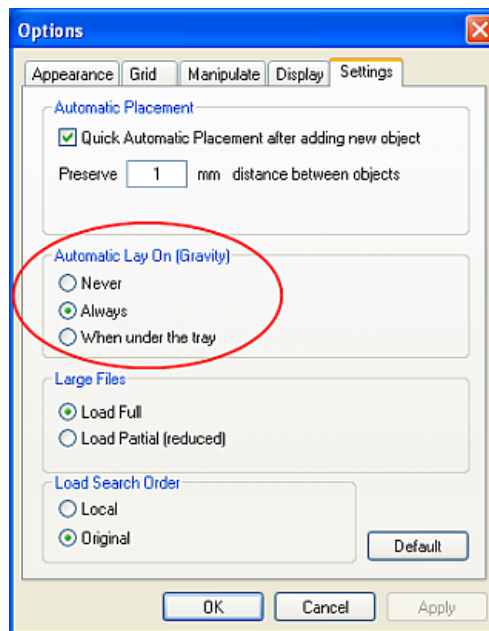 Options
Appearance Grid Manipulate Display Settings
Automatic Placement
Quick Automatic Placement after adding new object
Preserve 1 mm distance between objects
Automatic Lay On (Gravity)
Never
Always
When under the tray
Large Files
Load Full
Load Partial (reduced)
Load Search Order
Local
Original
Default
OK Cancel Apply